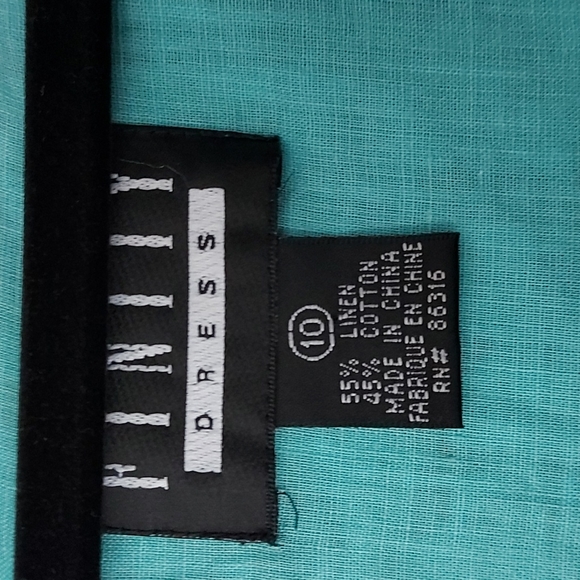 DRESS
10
55% LINEN
45% COTTON
MADE IN CHINA
FABRIQUE EN CHINE
RN# 86316